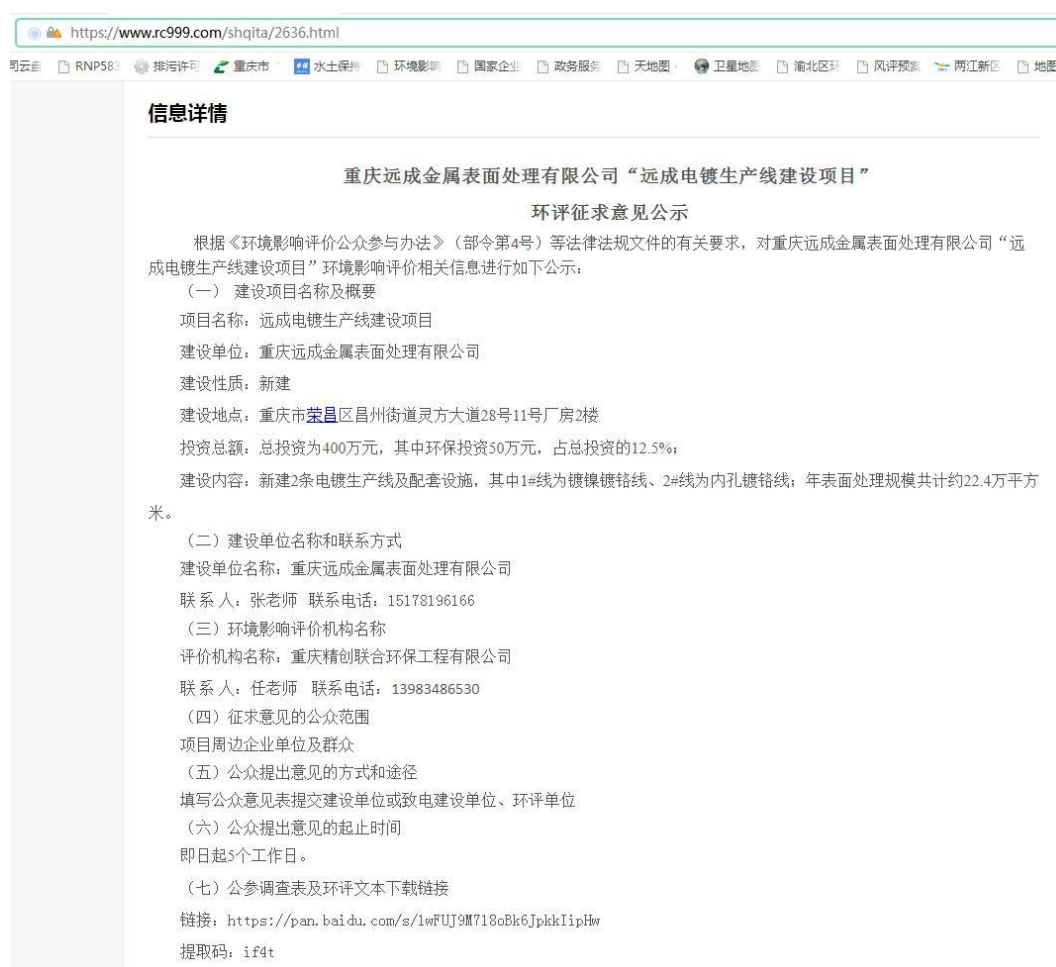 https://www.rc999.com/shqita/2636.html
RNP583 排污许可 重庆市 水土保持 环境影响 国家企业 政务服务 天地图 卫星地图 渝北区环 风评预案 两江新区 地图
信息详情
重庆远成金属表面处理有限公司“远成电镀生产线建设项目”
环评征求意见公示
根据《环境影响评价公众参与办法》（部令第4号）等法律法规文件的有关要求，对重庆远成金属表面处理有限公司“远
成电镀生产线建设项目”环境影响评价相关信息进行如下公示：
（一） 建设项目名称及概要
项目名称：远成电镀生产线建设项目
建设单位：重庆远成金属表面处理有限公司
建设性质：新建
建设地点：重庆市荣昌区昌州街道灵方大道28号11号厂房2楼
投资总额：总投资为400万元，其中环保投资50万元，占总投资的12.5%；
建设内容：新建2条电镀生产线及配套设施，其中1#线为镀镍镀铬线、2#线为内孔镀铬线；年表面处理规模共计约22.4万平方
米。
（二）建设单位名称和联系方式
建设单位名称：重庆远成金属表面处理有限公司
联 系 人：张老师 联系电话：15178196166
（三）环境影响评价机构名称
评价机构名称：重庆精创联合环保工程有限公司
联 系 人：任老师 联系电话：13983486530
（四）征求意见的公众范围
项目周边企业单位及群众
（五）公众提出意见的方式和途径
填写公众意见表提交建设单位或致电建设单位、环评单位
（六）公众提出意见的起止时间
即日起5个工作日。
（七）公参调查表及环评文本下载链接
链接：https://pan.baidu.com/s/1wFUJ9M718oBk6JpkkIipHw
提取码：if4t